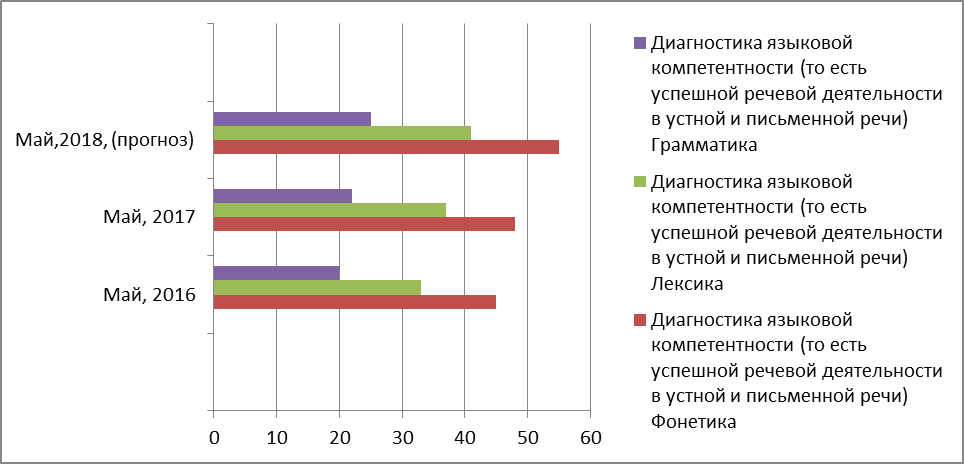 Май,2018, (прогноз)
Май, 2017
Май, 2016
0 10 20 30 40 50 60
Диагностика языковой
компетентности (то есть
успешной речевой деятельности
в устной и письменной речи)
Грамматика
Диагностика языковой
компетентности (то есть
успешной речевой деятельности
в устной и письменной речи)
Лексика
Диагностика языковой
компетентности (то есть
успешной речевой деятельности
в устной и письменной речи)
Фонетика